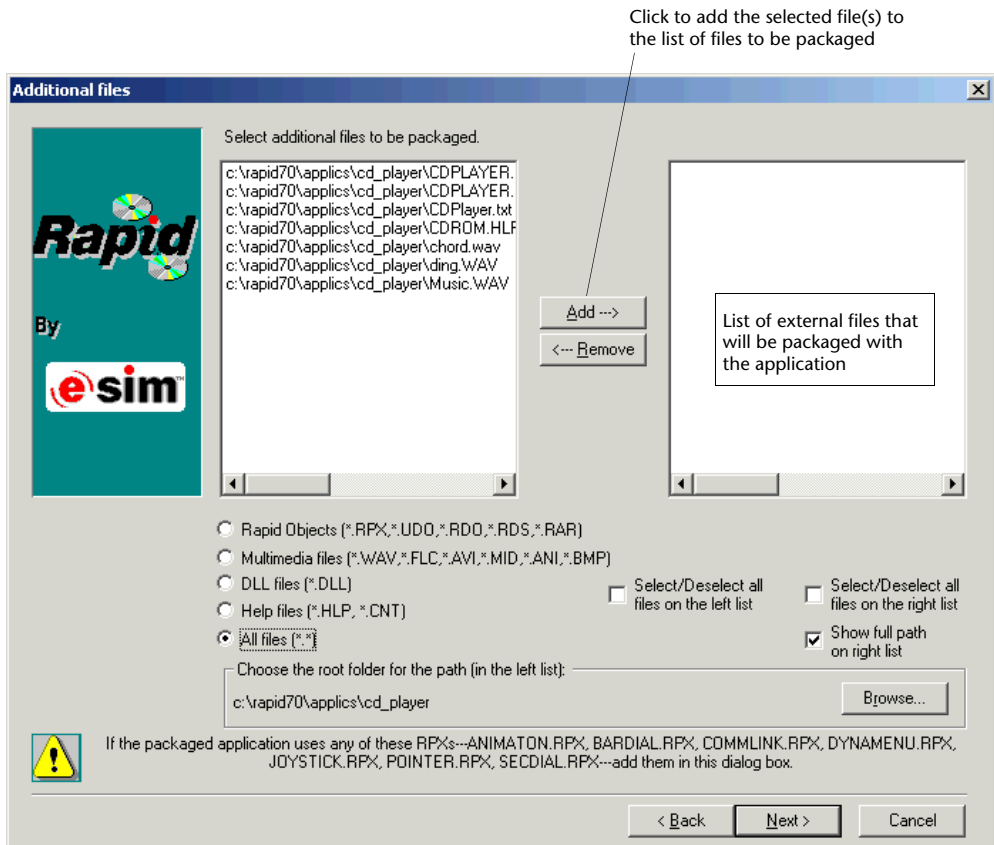 Click to add the selected file(s) to
the list of files to be packaged
Additional files
Select additional files to be packaged.
c:\rapid70\applics\cd_player\CDPLAYER.
c:\rapid70\applics\cd_player\CDPLAYER.
c:\rapid70\applics\cd_player\CDPlayer.txt
c:\rapid70\applics\cd_player\CDROM.HLP
c:\rapid70\applics\cd_player\chord.wav
c:\rapid70\applics\cd_player\ding.WAV
c:\rapid70\applics\cd_player\Music.WAV
Rapid
By
e sim™
Add --->
<--- Remove
List of external files that
will be packaged with
the application
Rapid Objects (*.RPX,*.UDO,*.RDO,*.RDS,*.RAR)
Multimedia files (*.WAV,*.FLC,*.AVI,*.MID,*.ANI,*.BMP)
DLL files (*.DLL)
Help files (*.HLP, *.CNT)
All files (*.*)
Select/Deselect all
files on the left list
Select/Deselect all
files on the right list
Show full path
on right list
Choose the root folder for the path (in the left list):
c:\rapid70\applics\cd_player
Browse...
If the packaged application uses any of these RPXs---ANIMATON.RPX, BARDIAL.RPX, COMMLINK.RPX, DYNAMENU.RPX,
JOYSTICK.RPX, POINTER.RPX, SECDIAL.RPX---add them in this dialog box.
< Back
Next >
Cancel